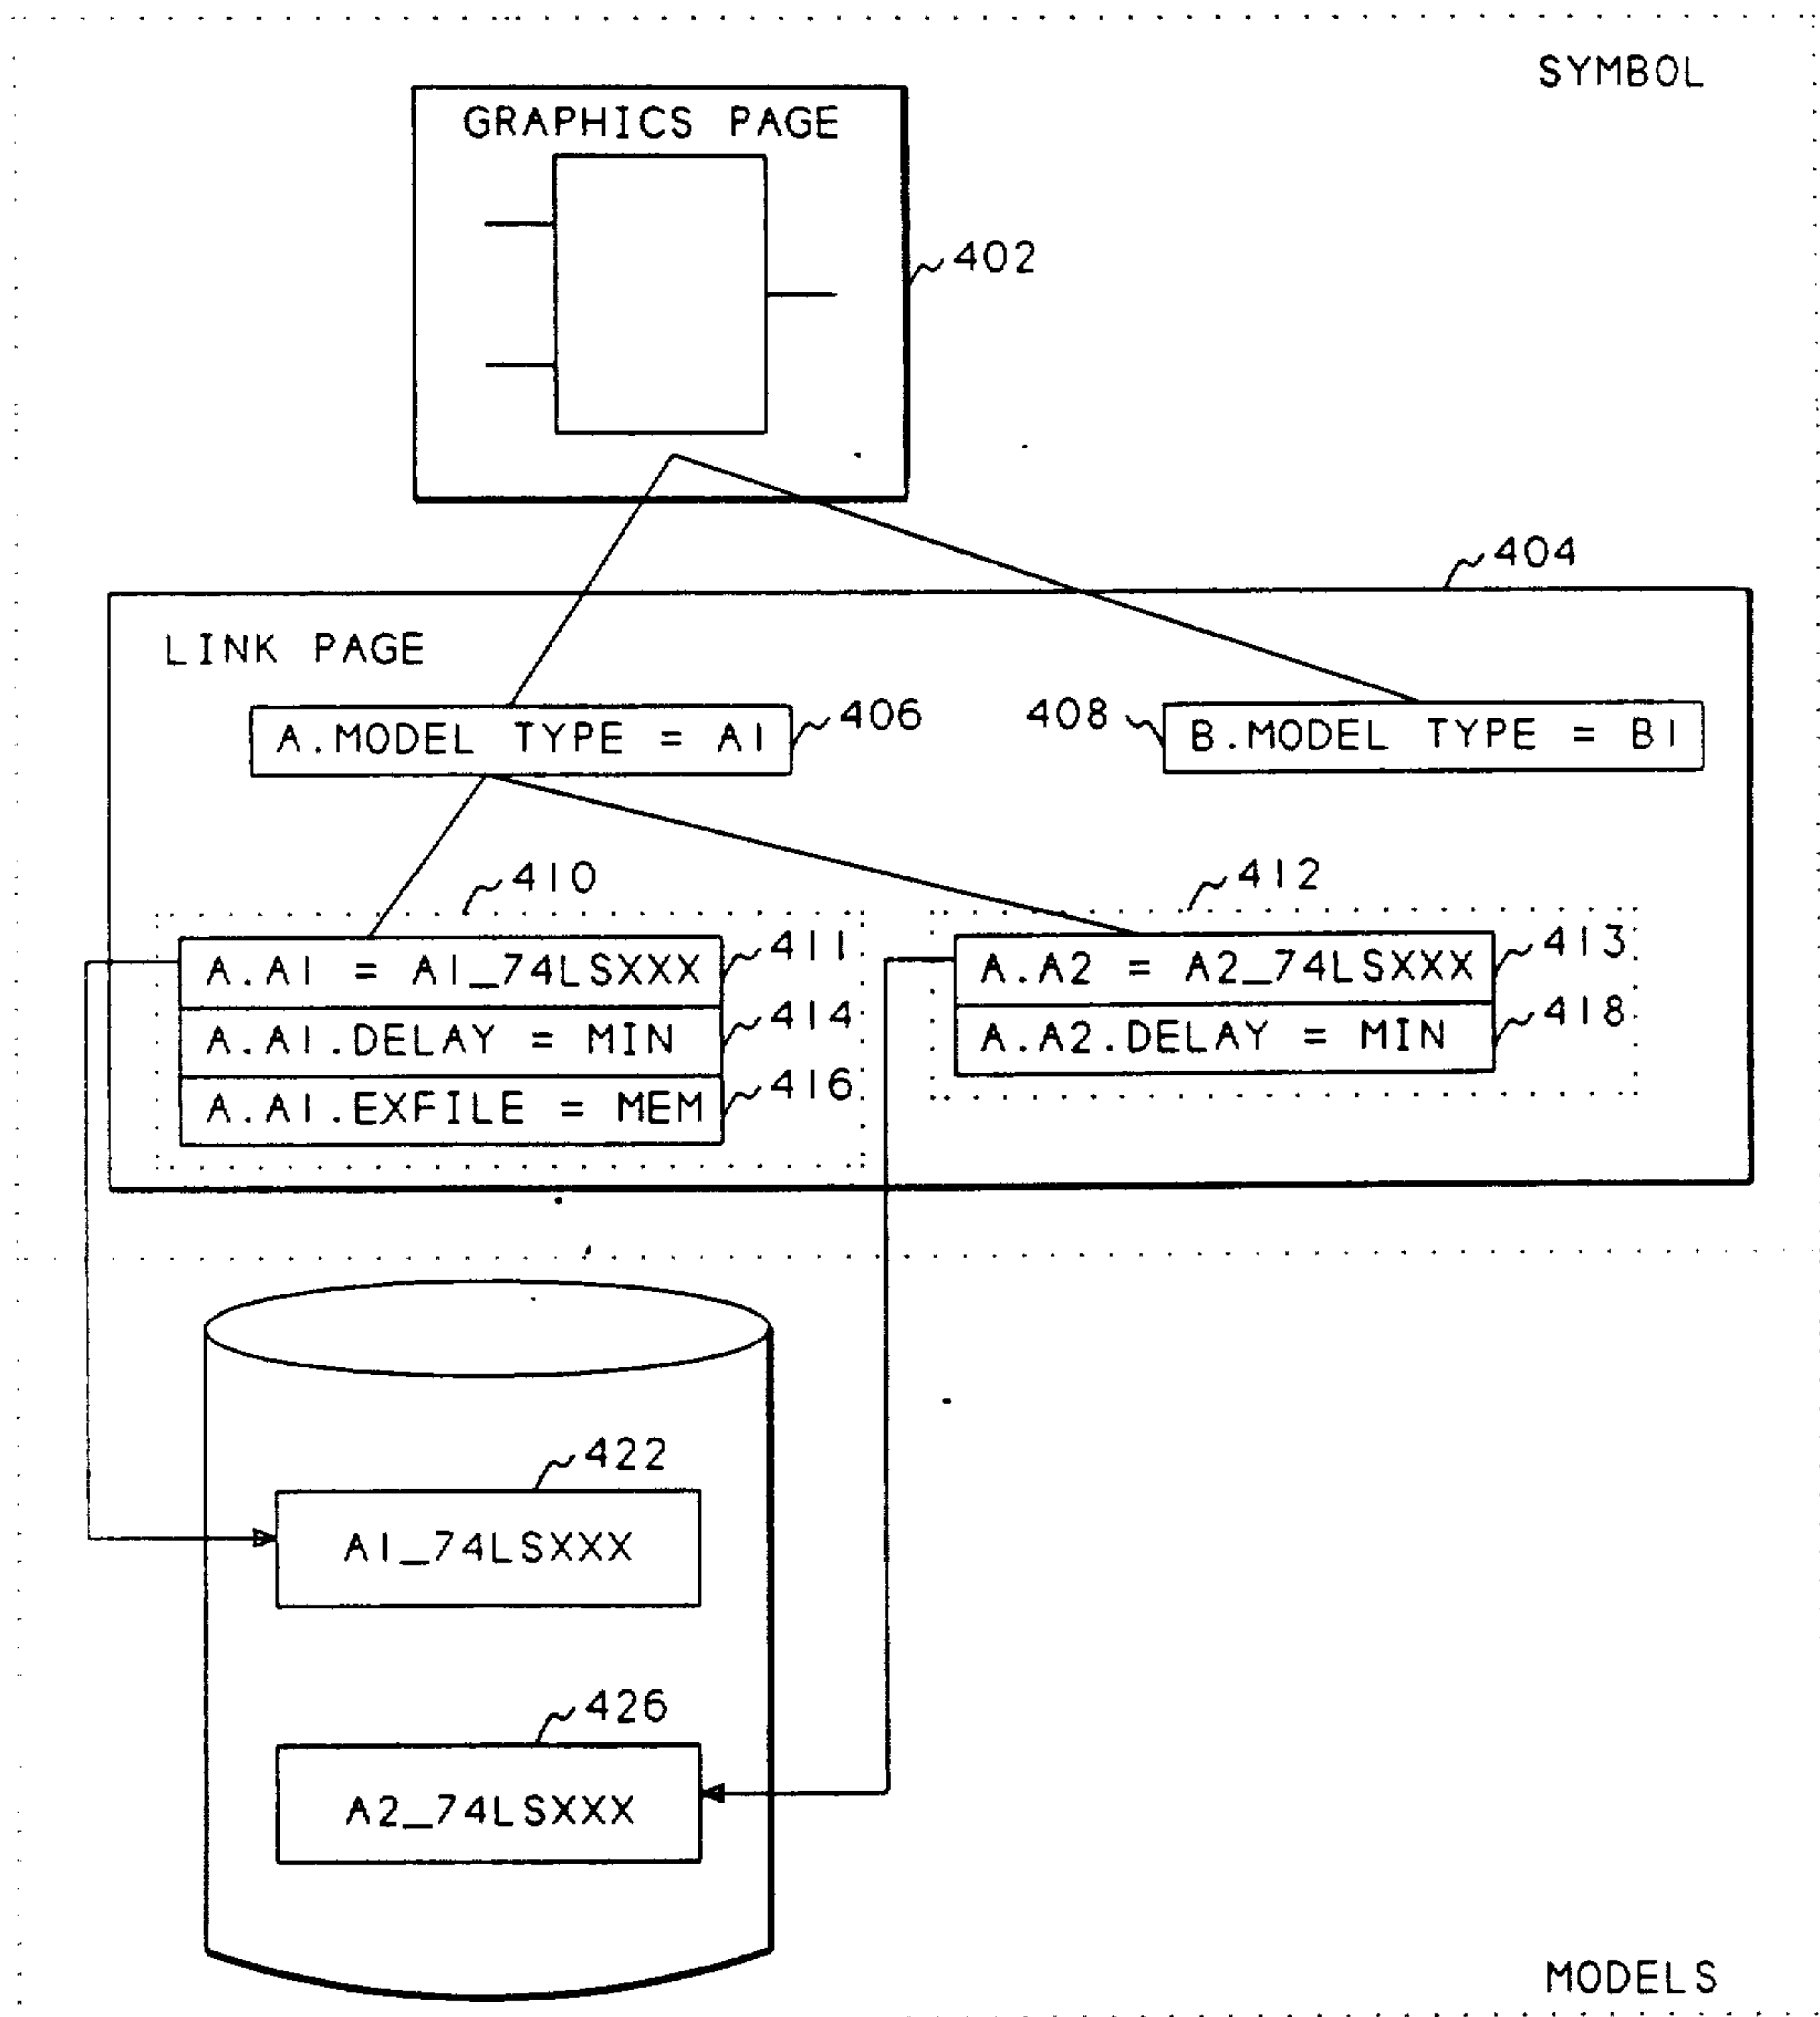 SYMBOL
GRAPHICS PAGE
402
404
LINK PAGE
A.MODEL TYPE = A1
406
408
B.MODEL TYPE = B1
410
412
A.A1 = A1_74LSXXX
411
A.A2 = A2_74LSXXX
413
A.A1.DELAY = MIN
414
A.A2.DELAY = MIN
418
A.A1.EXFILE = MEM
416
422
A1_74LSXXX
426
A2_74LSXXX
MODELS